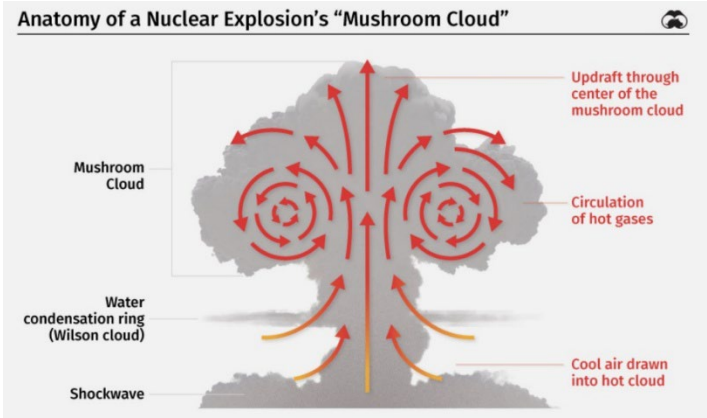 Anatomy of a Nuclear Explosion's “Mushroom Cloud”
Updraft through
center of the
mushroom cloud
Mushroom
Cloud
Circulation
of hot gases
Water
condensation ring
(Wilson cloud)
Cool air drawn
into hot cloud
Shockwave